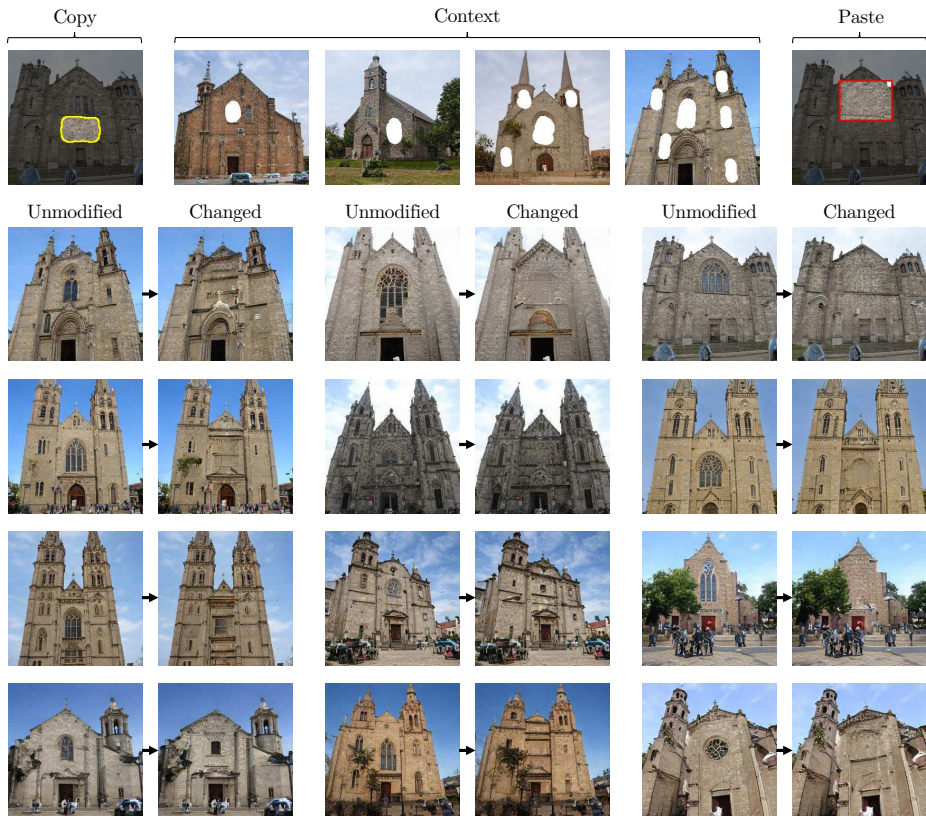 Copy
Context
Paste
Unmodified
Changed
Unmodified
Changed
Unmodified
Changed